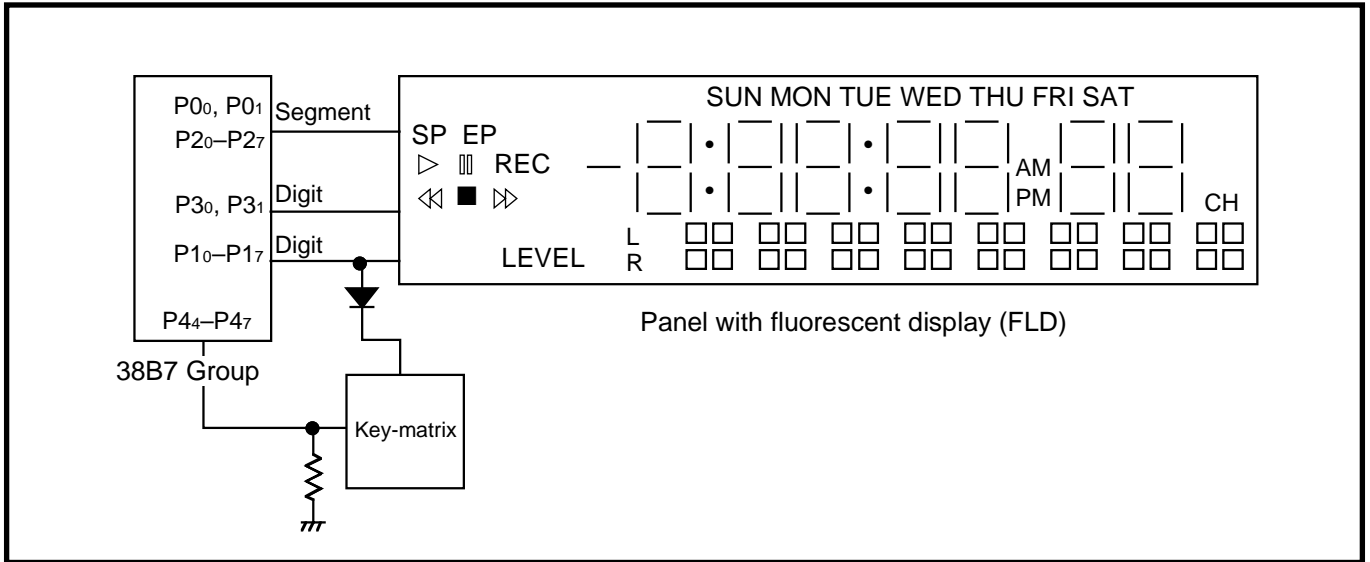 P00, P01
P20–P27
P30, P31
P10–P17
P44–P47
38B7 Group
Segment
Digit
Digit
Key-matrix
SUN MON TUE WED THU FRI SAT
SP EP
REC
AM
PM
CH
LEVEL
L
R
Panel with fluorescent display (FLD)